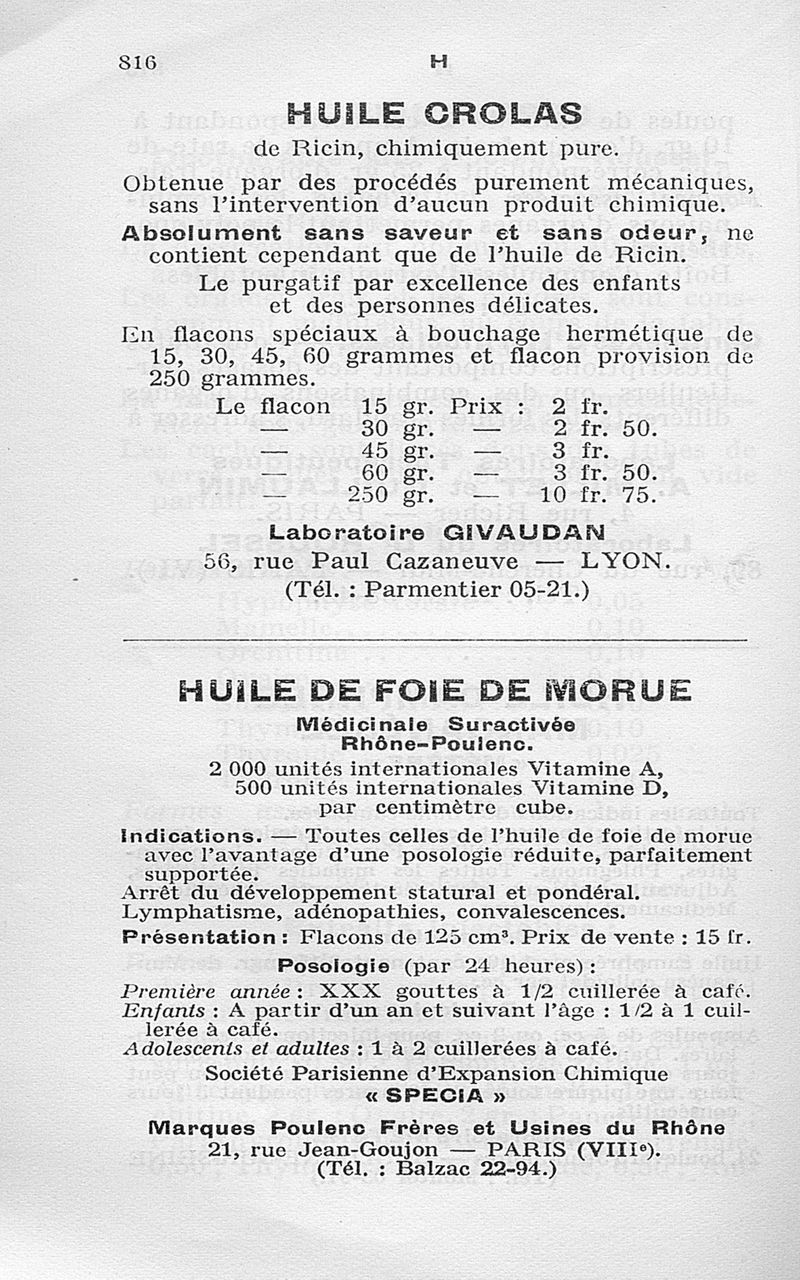 816 H
HUILE CROLAS
de Ricin, chimiquement pure.
Obtenue par des procédés purement mécaniques,
sans l'intervention d'aucun produit chimique.
Absolument sans saveur et sans odeur, ne
contient cependant que de l'huile de Ricin.
Le purgatif par excellence des enfants
et des personnes délicates.
En flacons spéciaux à bouchage hermétique de
15, 30, 45, 60 grammes et flacon provision de
250 grammes.
Le flacon 15 gr. Prix : 2 fr.
— 30 gr. — 2 fr. 50.
— 45 gr. — 3 fr.
— 60 gr. — 3 fr. 50.
— 250 gr. — 10 fr. 75.
Laboratoire GIVAUDAN
56, rue Paul Cazaneuve — LYON.
(Tél. : Parmentier 05-21.)
HUILE DE FOIE DE MORUE
Médicinale Suractivée
Rhône-Poulenc.
2 000 unités internationales Vitamine A,
500 unités internationales Vitamine D,
par centimètre cube.
Indications. — Toutes celles de l'huile de foie de morue
avec l'avantage d'une posologie réduite, parfaitement
supportée.
Arrêt du développement statural et pondéral.
Lymphatisme, adénopathies, convalescences.
Présentation : Flacons de 125 cm³. Prix de vente : 15 fr.
Posologie (par 24 heures) :
Première année : XXX gouttes à 1/2 cuillerée à café.
Enfants : A partir d'un an et suivant l'âge : 1/2 à 1 cuil-
lerée à café.
Adolescents et adultes : 1 à 2 cuillerées à café.
Société Parisienne d'Expansion Chimique
« SPECIA »
Marques Poulenc Frères et Usines du Rhône
21, rue Jean-Goujon — PARIS (VIIIᵉ).
(Tél. : Balzac 22-94.)